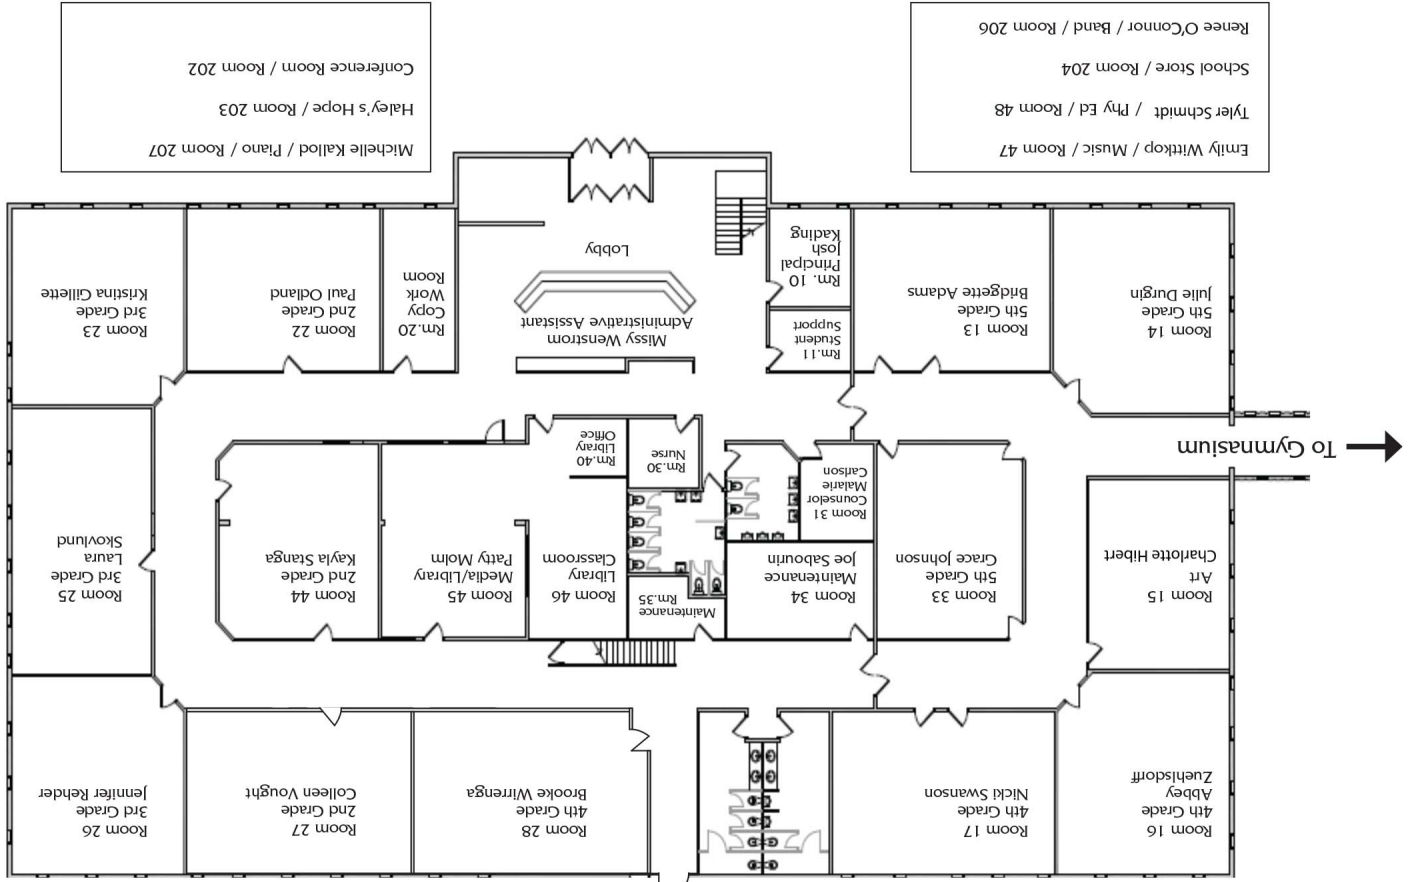 Room 16
4th Grade
Abbey
Zuehlsdorff
Room 17
4th Grade
Nicki Swanson
Room 28
4th Grade
Brooke Wirenga
Room 27
2nd Grade
Colleen Vought
Room 26
3rd Grade
Jennifer Rehder
Room 15
Art
Charlotte Hibert
Room 33
5th Grade
Grace Johnson
Room 34
Maintenance
Joe Sabourin
Maintenance
Rm.35
Room 46
Library
Classroom
Room 45
Media/Library
Patty Molm
Room 44
2nd Grade
Kayla Stanga
Room 25
3rd Grade
Laura
Skovlund
Room 31
Counselor
Malarie
Carlson
Rm.30
Nurse
Rm.40
Library
Office
To Gymnasium
Room 14
5th Grade
Julie Durgin
Room 13
5th Grade
Bridgette Adams
Rm.11
Student
Support
Rm. 10
Principal
Josh
Kading
Missy Wenstrom
Administrative Assistant
Lobby
Rm.20
Copy
Work
Room
Room 22
2nd Grade
Paul Odland
Room 23
3rd Grade
Kristina Gillette
Emily Wittkop / Music / Room 47
Tyler Schmidt / Phy Ed / Room 48
School Store / Room 204
Renee O'Connor / Band / Room 206
Michelle Kallod / Piano / Room 207
Haley's Hope / Room 203
Conference Room / Room 202